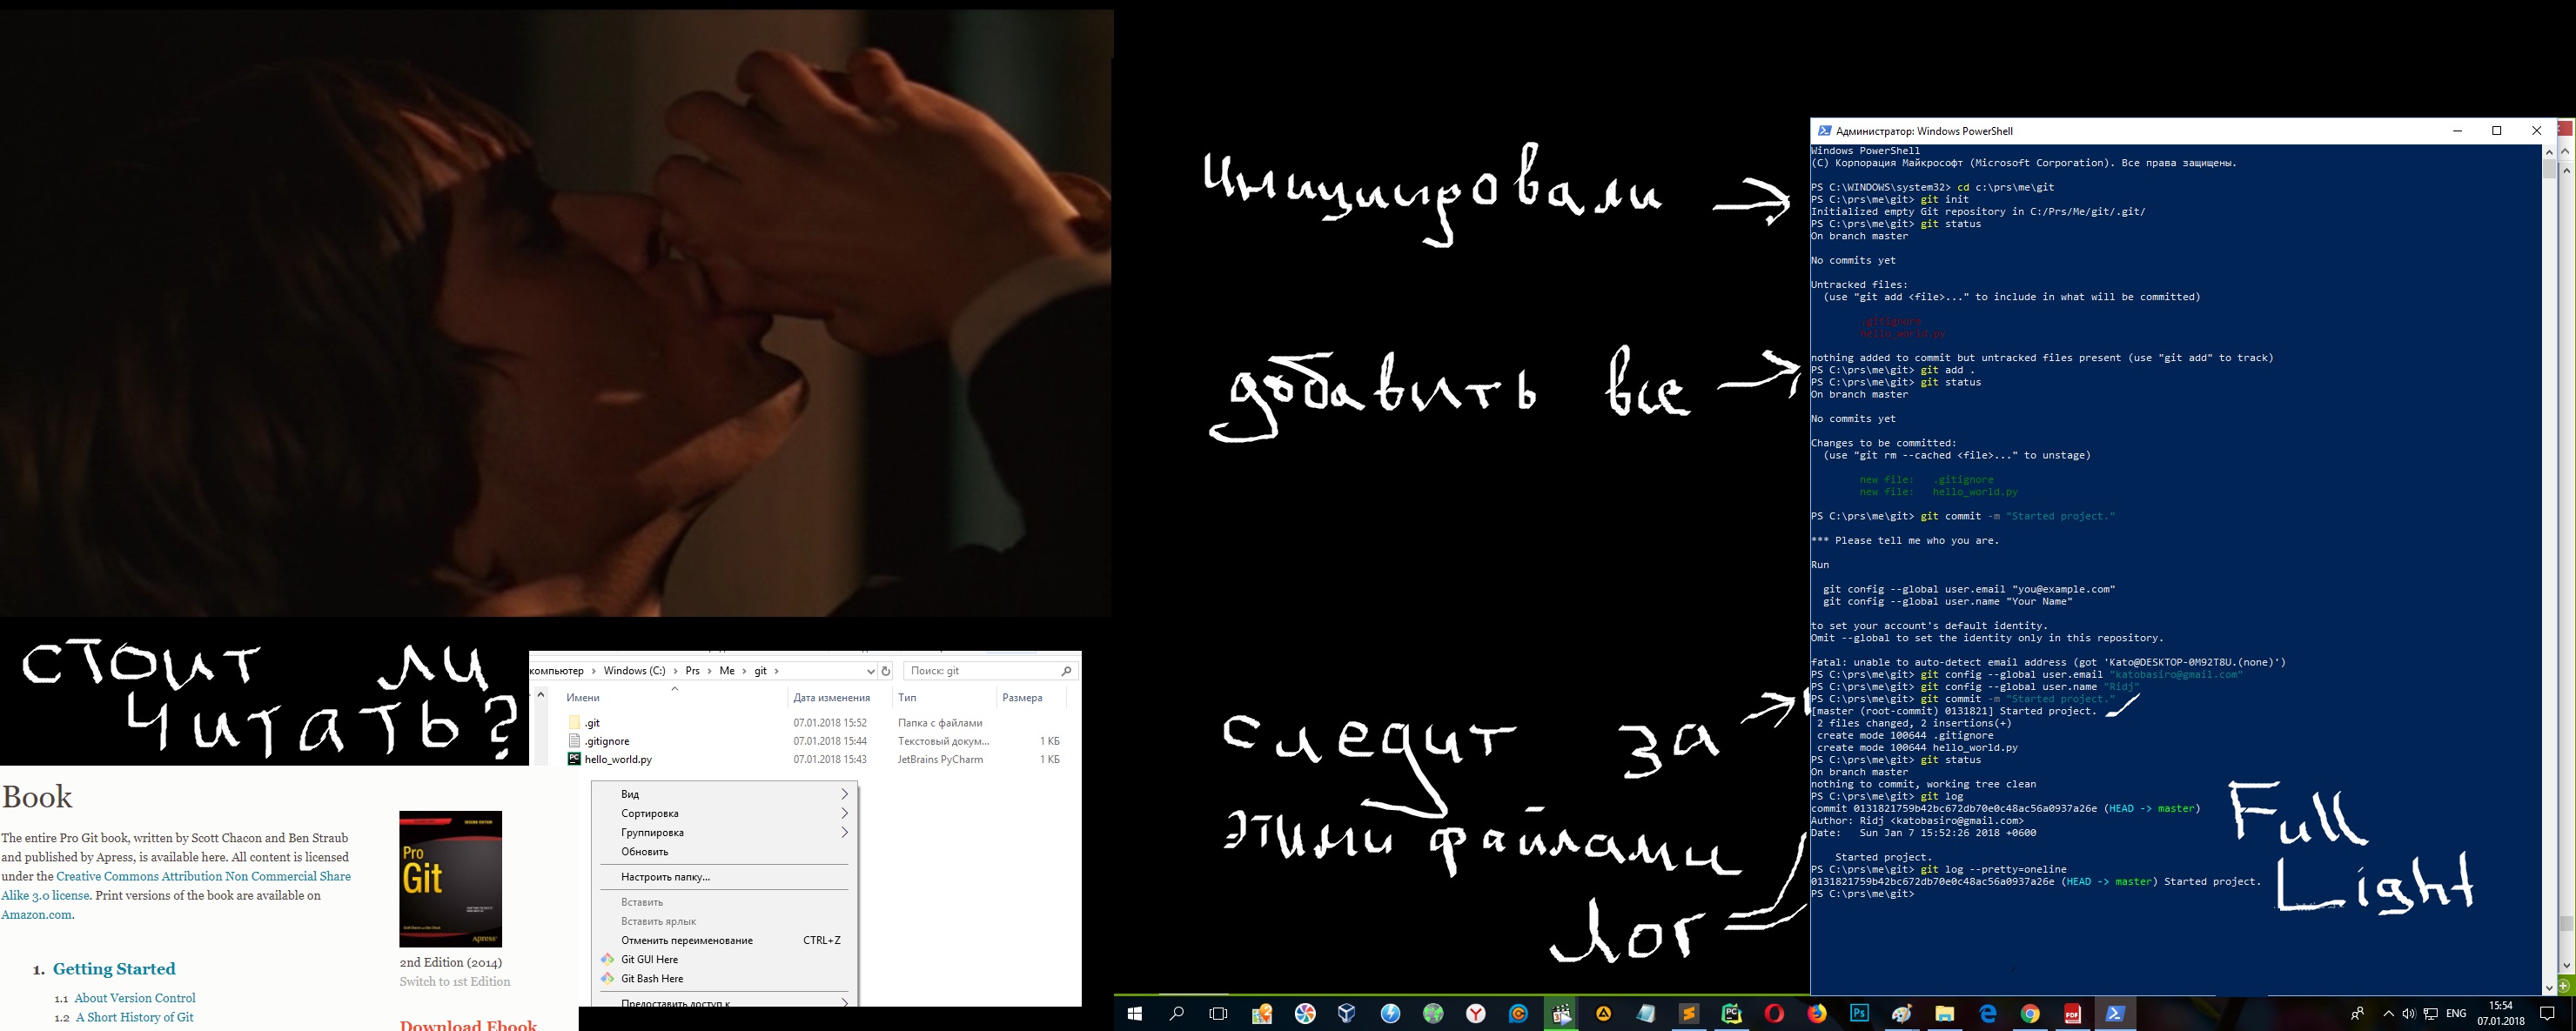 стоит ли
читать?
Book
The entire Pro Git book, written by Scott Chacon and Ben Straub
and published by Apress, is available here. All content is licensed
under the Creative Commons Attribution Non Commercial Share
Alike 3.0 license. Print versions of the book are available on
Amazon.com.
Pro
Git
Apress
2nd Edition (2014)
Switch to 1st Edition
Download Ebook
1. Getting Started
1.1 About Version Control
1.2 A Short History of Git
компьютер > Windows (C:) > Prs > Me > git >
Поиск: git
Имени Дата изменения Тип Размера
.git 07.01.2018 15:52 Папка с файлами
.gitignore 07.01.2018 15:44 Текстовый докум... 1 КБ
hello_world.py 07.01.2018 15:43 JetBrains PyCharm 1 КБ
Вид
Сортировка
Группировка
Обновить
Настроить папку...
Вставить
Вставить ярлык
Отменить переименование CTRL+Z
Git GUI Here
Git Bash Here
Предоставить доступ к
добавить все
следит за
этими файлами
Лог
Администратор: Windows PowerShell
Windows PowerShell
(C) Корпорация Майкрософт (Microsoft Corporation). Все права защищены.
PS C:\WINDOWS\system32> cd c:\prs\me\git
PS C:\prs\me\git> git init
Initialized empty Git repository in C:/Prs/Me/git/.git/
PS C:\prs\me\git> git status
On branch master
No commits yet
Untracked files:
(use "git add <file>..." to include in what will be committed)
.gitignore
hello_world.py
nothing added to commit but untracked files present (use "git add" to track)
PS C:\prs\me\git> git add .
PS C:\prs\me\git> git status
On branch master
No commits yet
Changes to be committed:
(use "git rm --cached <file>..." to unstage)
new file: .gitignore
new file: hello_world.py
PS C:\prs\me\git> git commit -m "Started project."
*** Please tell me who you are.
Run
git config --global user.email "you@example.com"
git config --global user.name "Your Name"
to set your account's default identity.
Omit --global to set the identity only in this repository.
fatal: unable to auto-detect email address (got 'Kato@DESKTOP-0M92T8U.(none)')
PS C:\prs\me\git> git config --global user.email "katobasiro@gmail.com"
PS C:\prs\me\git> git config --global user.name "Ridj"
PS C:\prs\me\git> git commit -m "Started project."
[master (root-commit) 0131821] Started project.
2 files changed, 2 insertions(+)
create mode 100644 .gitignore
create mode 100644 hello_world.py
PS C:\prs\me\git> git status
On branch master
nothing to commit, working tree clean
PS C:\prs\me\git> git log
commit 0131821759b42bc672db70e0c48ac56a0937a26e (HEAD -> master)
Author: Ridj <katobasiro@gmail.com>
Date: Sun Jan 7 15:52:26 2018 +0600
Started project.
PS C:\prs\me\git> git log --pretty=oneline
0131821759b42bc672db70e0c48ac56a0937a26e (HEAD -> master) Started project.
PS C:\prs\me\git>
Full
Light
ENG
15:54
07.01.2018